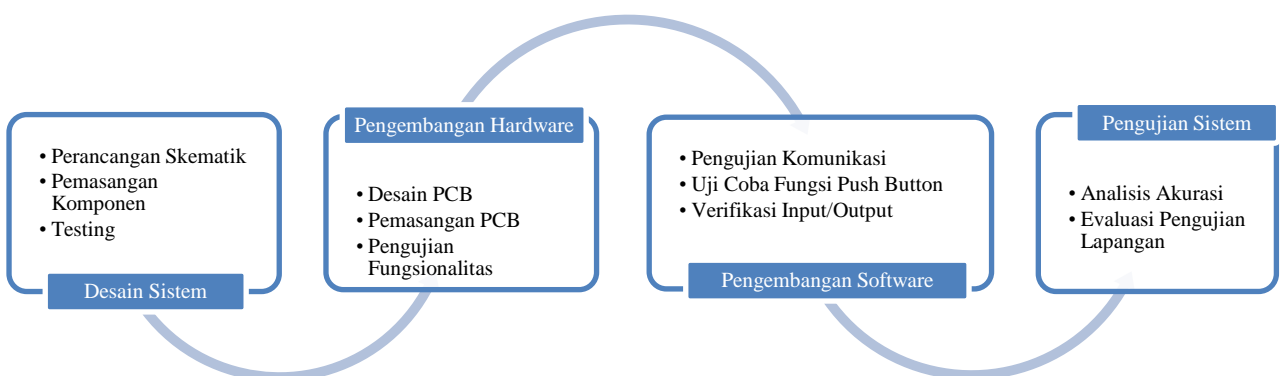 • Perancangan Skematik
• Pemasangan
Komponen
• Testing
Desain Sistem
Pengembangan Hardware
• Desain PCB
• Pemasangan PCB
• Pengujian
Fungsionalitas
• Pengujian Komunikasi
• Uji Coba Fungsi Push Button
• Verifikasi Input/Output
Pengembangan Software
Pengujian Sistem
• Analisis Akurasi
• Evaluasi Pengujian
Lapangan